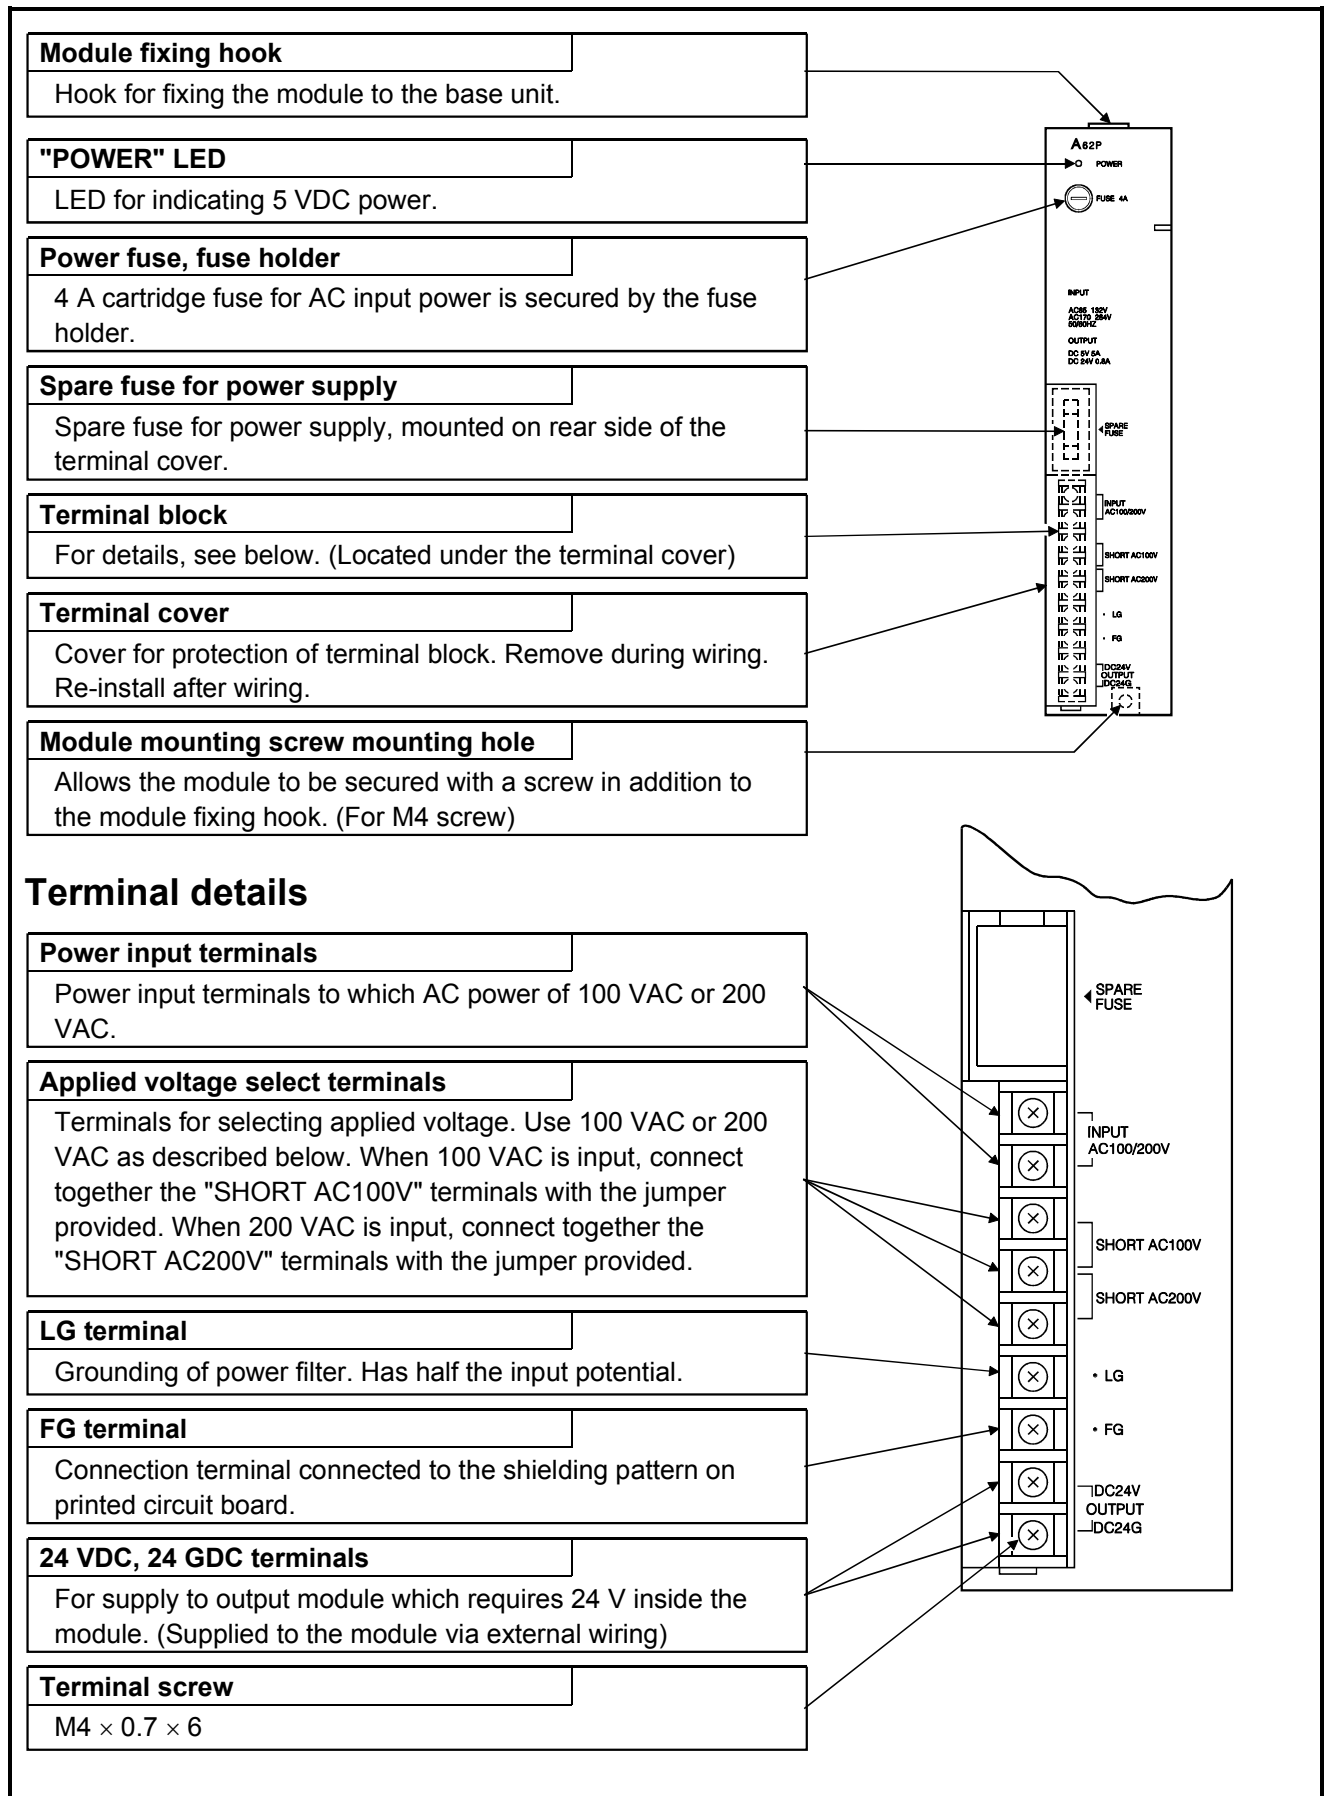 Module fixing hook
Hook for fixing the module to the base unit.
"POWER" LED
LED for indicating 5 VDC power.
Power fuse, fuse holder
4 A cartridge fuse for AC input power is secured by the fuse
holder.
Spare fuse for power supply
Spare fuse for power supply, mounted on rear side of the
terminal cover.
Terminal block
For details, see below. (Located under the terminal cover)
Terminal cover
Cover for protection of terminal block. Remove during wiring.
Re-install after wiring.
Module mounting screw mounting hole
Allows the module to be secured with a screw in addition to
the module fixing hook. (For M4 screw)
A62P
POWER
FUSE 4A
INPUT
AC85 132V
AC170 264V
50/60HZ
OUTPUT
DC 5V 5A
DC 24V 0.8A
SPARE
FUSE
INPUT
AC100/200V
SHORT AC100V
SHORT AC200V
LG
FG
DC24V
OUTPUT
DC24G
Terminal details
Power input terminals
Power input terminals to which AC power of 100 VAC or 200
VAC.
Applied voltage select terminals
Terminals for selecting applied voltage. Use 100 VAC or 200
VAC as described below. When 100 VAC is input, connect
together the "SHORT AC100V" terminals with the jumper
provided. When 200 VAC is input, connect together the
"SHORT AC200V" terminals with the jumper provided.
LG terminal
Grounding of power filter. Has half the input potential.
FG terminal
Connection terminal connected to the shielding pattern on
printed circuit board.
24 VDC, 24 GDC terminals
For supply to output module which requires 24 V inside the
module. (Supplied to the module via external wiring)
Terminal screw
M4 × 0.7 × 6
SPARE
FUSE
INPUT
AC100/200V
SHORT AC100V
SHORT AC200V
• LG
• FG
DC24V
OUTPUT
DC24G